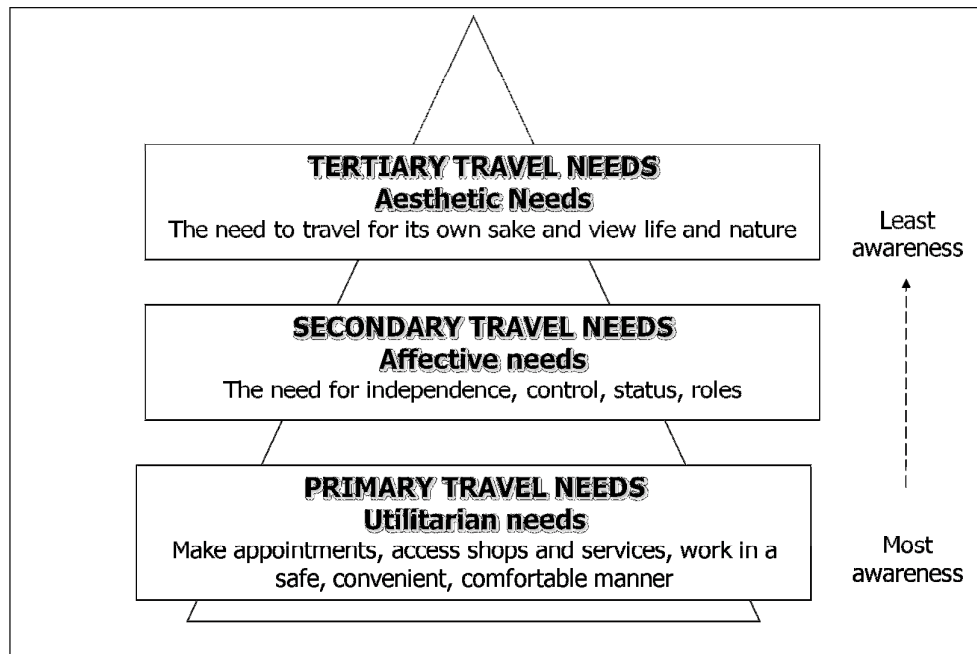 TERTIARY TRAVEL NEEDS
Aesthetic Needs
The need to travel for its own sake and view life and nature
Least
awareness
SECONDARY TRAVEL NEEDS
Affective needs
The need for independence, control, status, roles
PRIMARY TRAVEL NEEDS
Utilitarian needs
Make appointments, access shops and services, work in a
safe, convenient, comfortable manner
Most
awareness